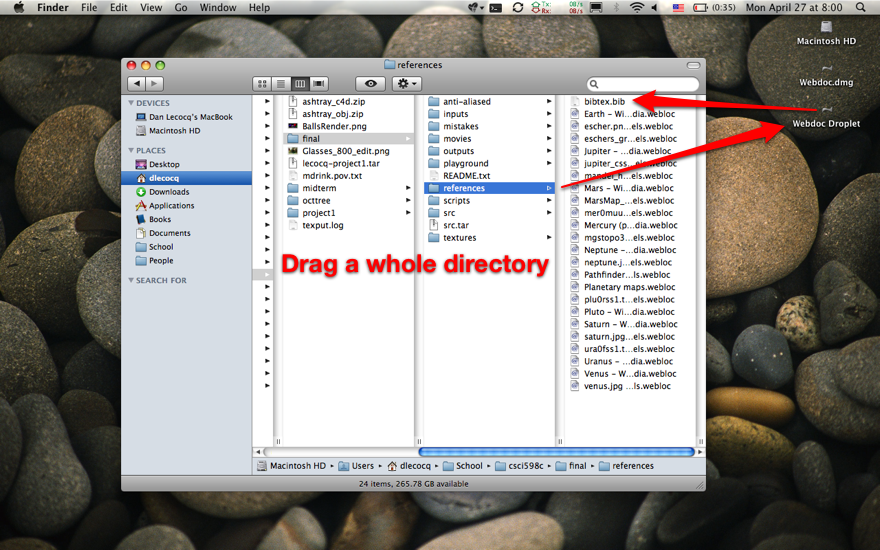 Finder File Edit View Go Window Help
Tx: 0B/s
Rx: 0B/s
(0:35) Mon April 27 at 8:00
Macintosh HD
Webdoc.dmg
Webdoc Droplet
references
DEVICES
Dan Lecocq's MacBook
Macintosh HD
PLACES
Desktop
dlecocq
Downloads
Applications
Books
Documents
School
People
SEARCH FOR
ashtray_c4d.zip
ashtray_obj.zip
BallsRender.png
final
Glasses_800_edit.png
lecocq-project1.tar
mdrink.pov.txt
midterm
octtree
project1
texput.log
anti-aliased
inputs
mistakes
movies
outputs
playground
README.txt
references
scripts
src
src.tar
textures
bibtex.bib
Earth - Wi...dia.webloc
escher.pn...els.webloc
eschers_gr...els.webloc
Jupiter - W...dia.webloc
jupiter_css...els.webloc
mandel_h...els.webloc
Mars - Wi...dia.webloc
MarsMap_...els.webloc
mer0muu...els.webloc
Mercury (p...dia.webloc
mgstopo3...els.webloc
Neptune -...dia.webloc
neptune.j...els.webloc
Pathfinder...els.webloc
Planetary maps.webloc
plu0rss1.t...els.webloc
Pluto - Wi...dia.webloc
Saturn - W...dia.webloc
saturn.jpg...els.webloc
ura0fss1.t...els.webloc
Uranus - ...dia.webloc
Venus - W...dia.webloc
venus.jpg ...ls.webloc
Drag a whole directory
Macintosh HD ▸ Users ▸ dlecocq ▸ School ▸ csci598c ▸ final ▸ references
24 items, 265.78 GB available